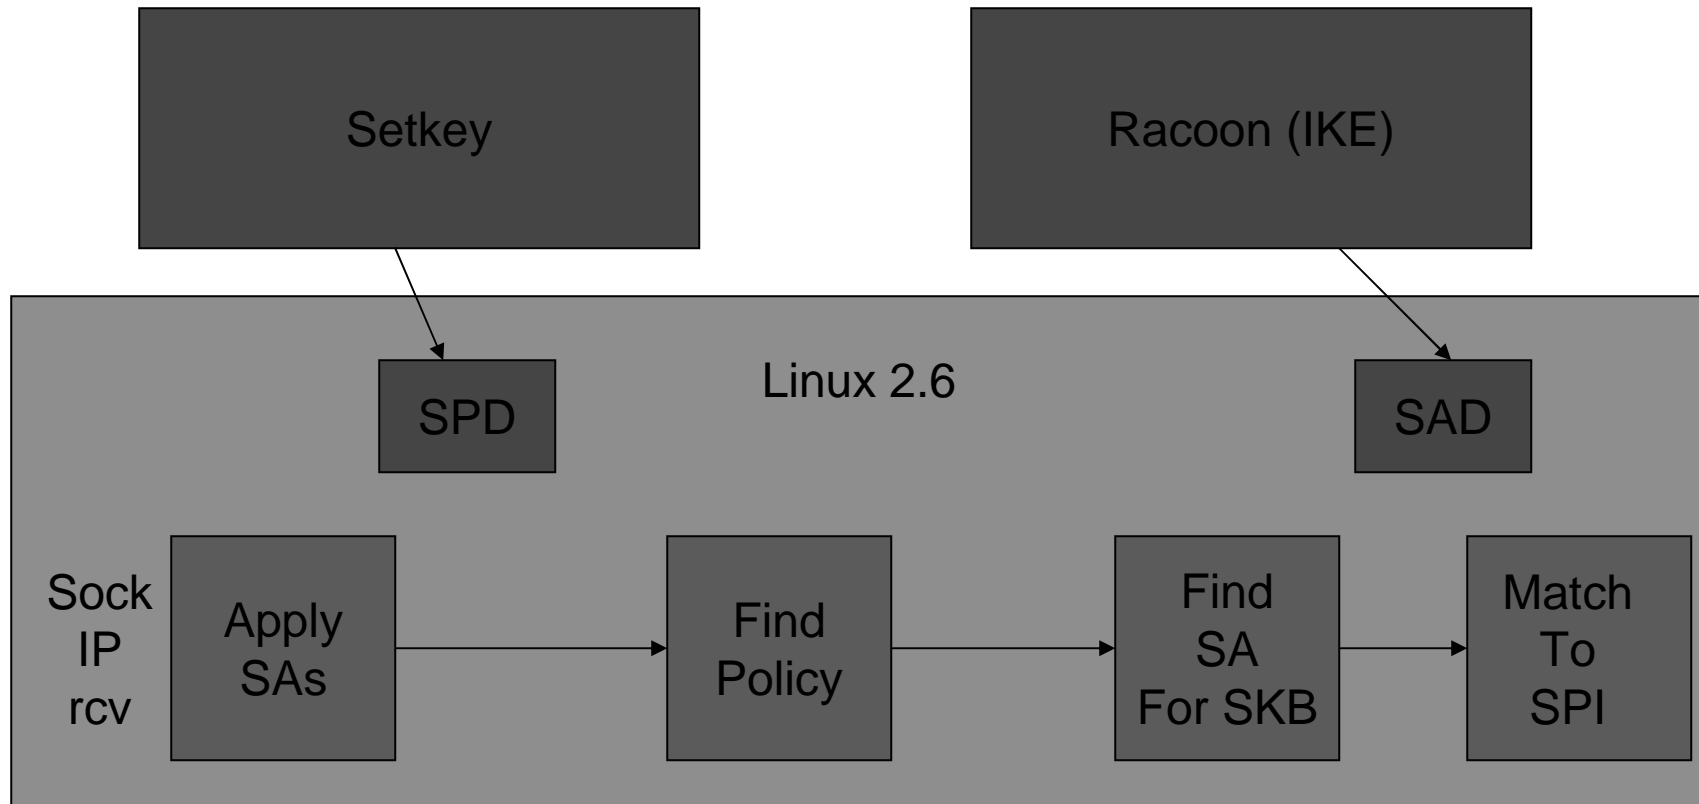 Setkey
Racoon (IKE)
Linux 2.6
SPD
SAD
Sock
IP
rcv
Apply
SAs
Find
Policy
Find
SA
For SKB
Match
To
SPI